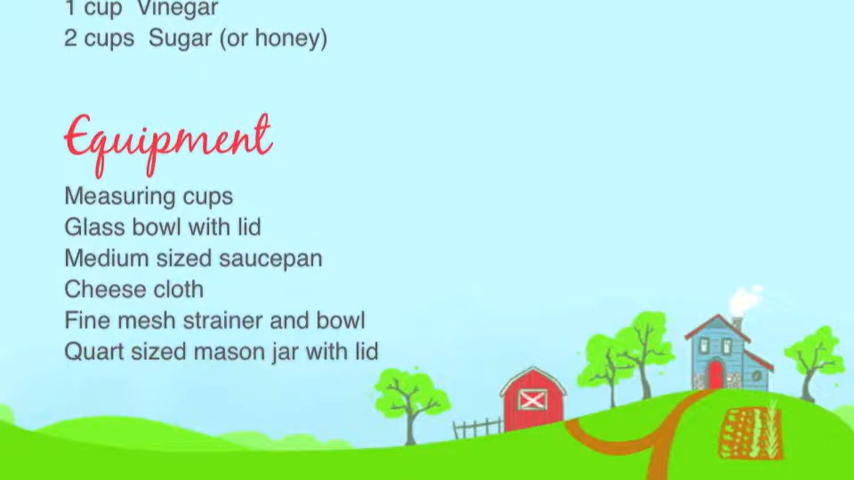 1 cup Vinegar
2 cups Sugar (or honey)
Equipment
Measuring cups
Glass bowl with lid
Medium sized saucepan
Cheese cloth
Fine mesh strainer and bowl
Quart sized mason jar with lid